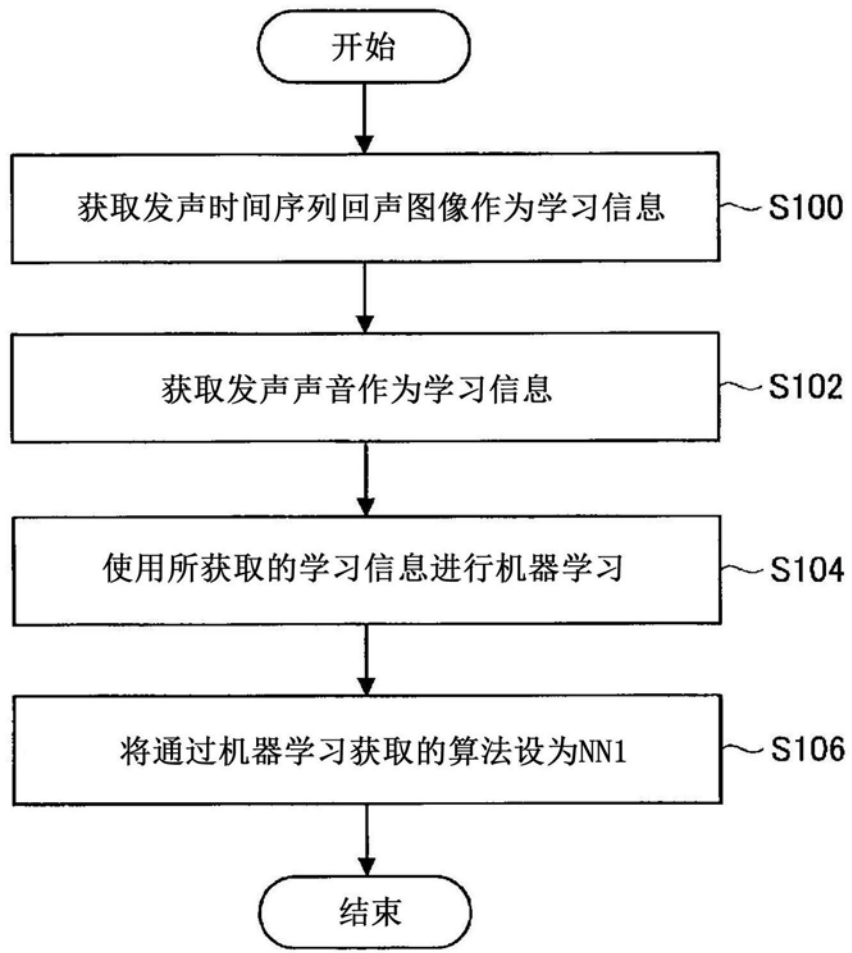 开始
获取发声时间序列回声图像作为学习信息
S100
获取发声声音作为学习信息
S102
使用所获取的学习信息进行机器学习
S104
将通过机器学习获取的算法设为NN1
S106
结束